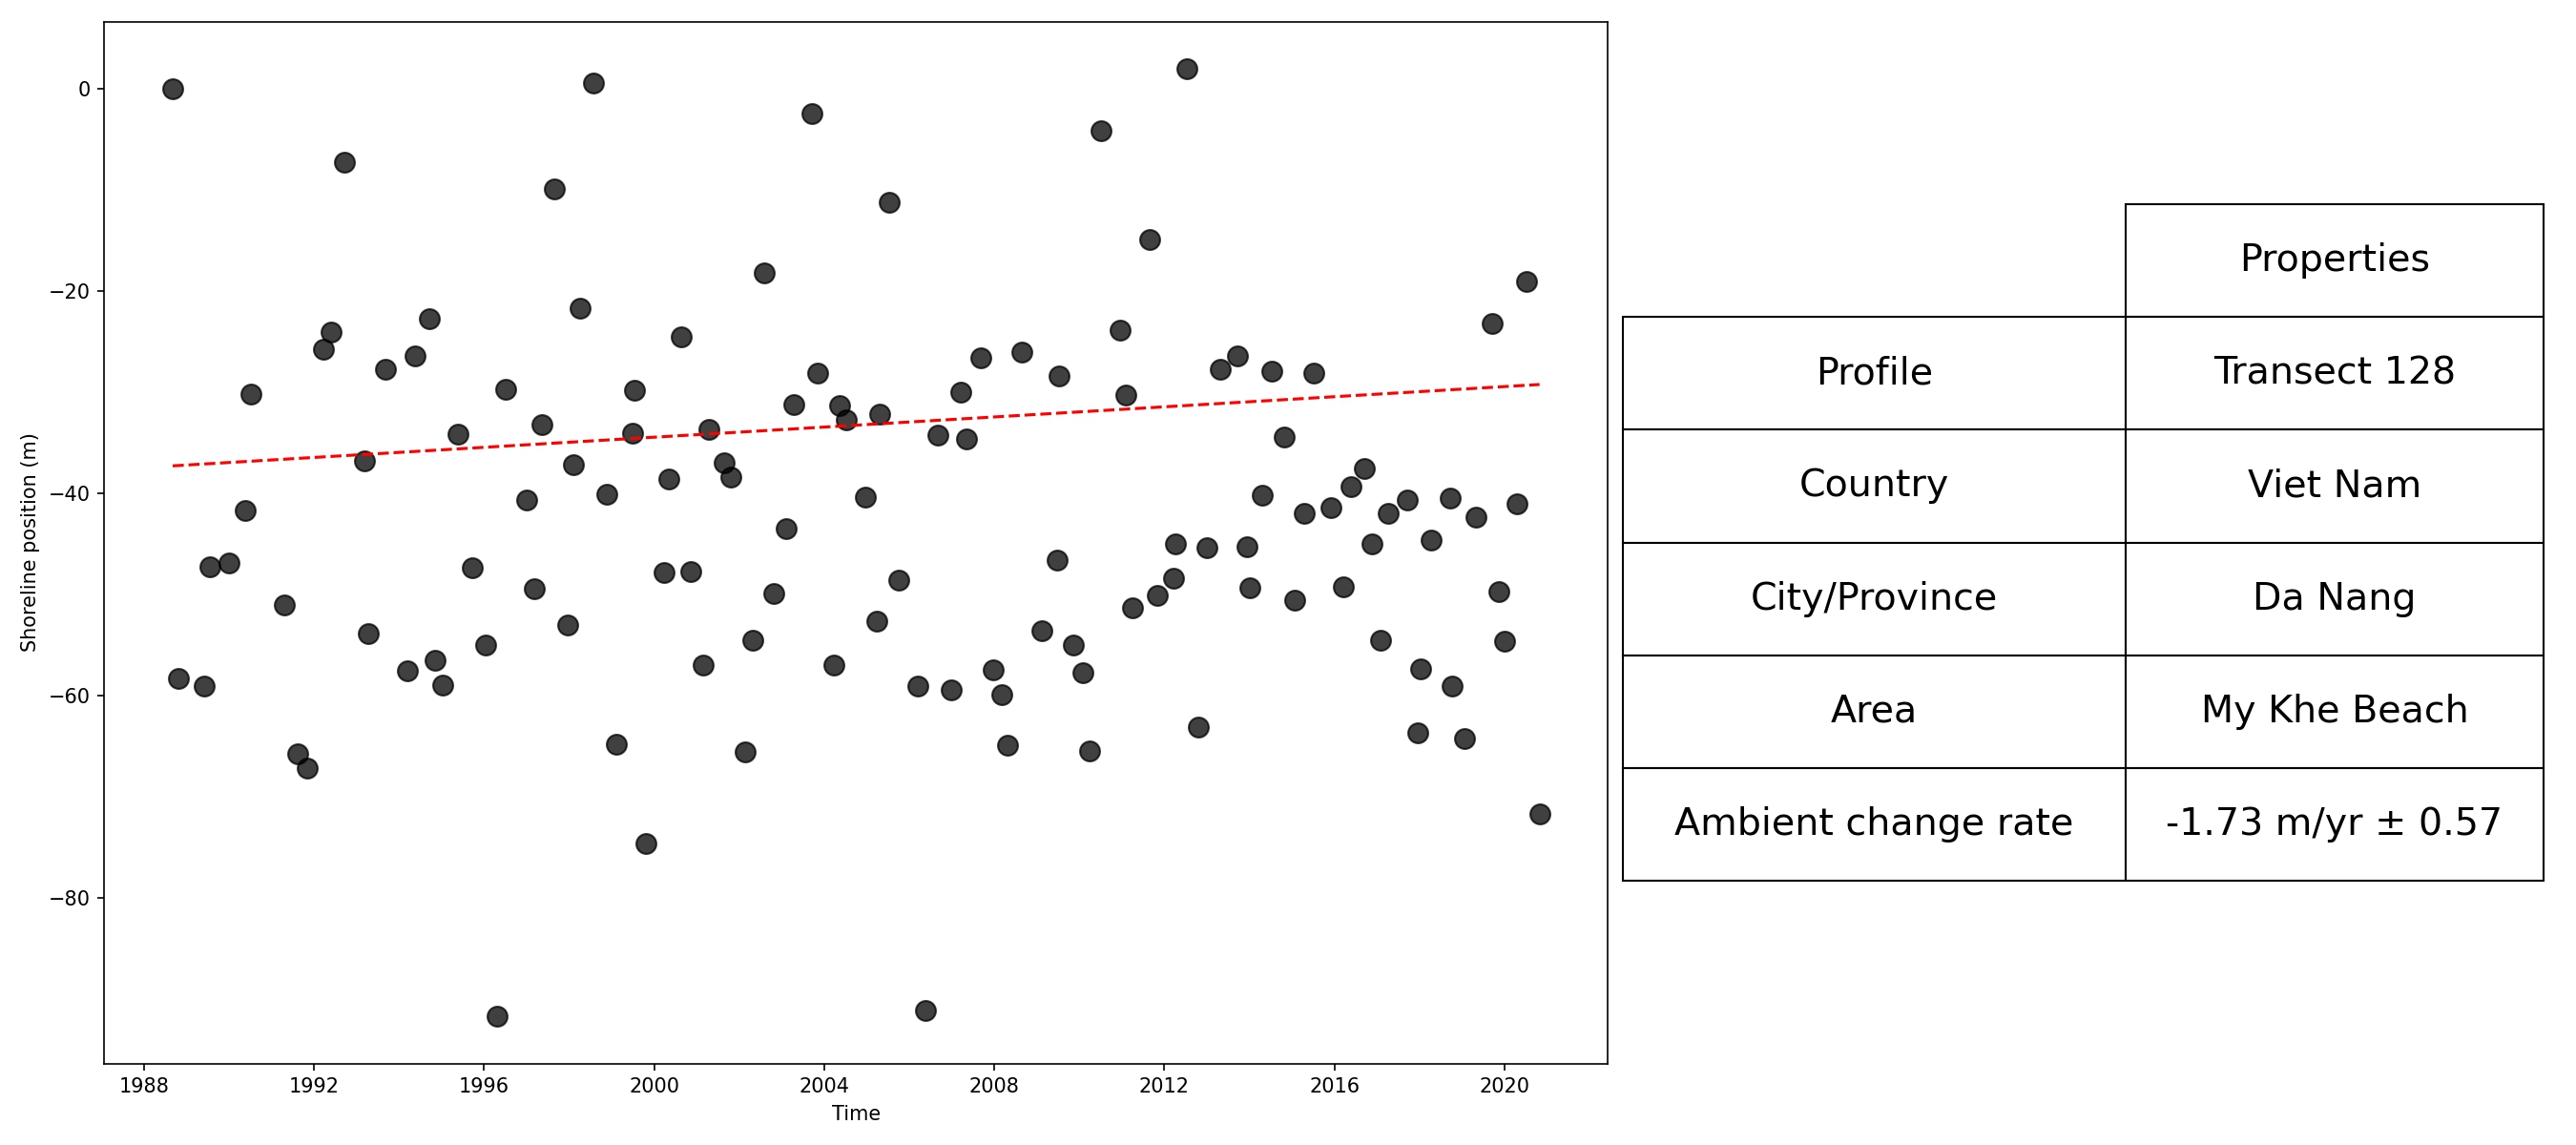 0
−20
−40
−60
−80
Shoreline position (m)
1988 1992 1996 2000 2004 2008 2012 2016 2020
Time
Properties
Profile Transect 128
Country Viet Nam
City/Province Da Nang
Area My Khe Beach
Ambient change rate -1.73 m/yr ± 0.57